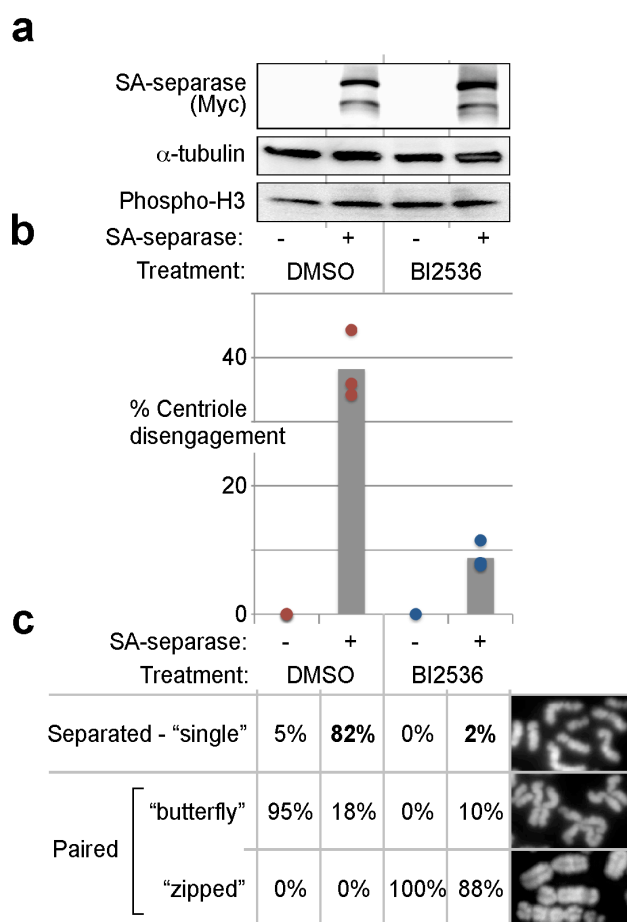 a
SA-separase
(Myc)
α-tubulin
Phospho-H3
b
SA-separase: - + - +
Treatment: DMSO BI2536
40
% Centriole
disengagement
20
0
c
SA-separase: - + - +
Treatment: DMSO BI2536
Separated - “single” 5% 82% 0% 2%
“butterfly” 95% 18% 0% 10%
Paired
“zipped” 0% 0% 100% 88%